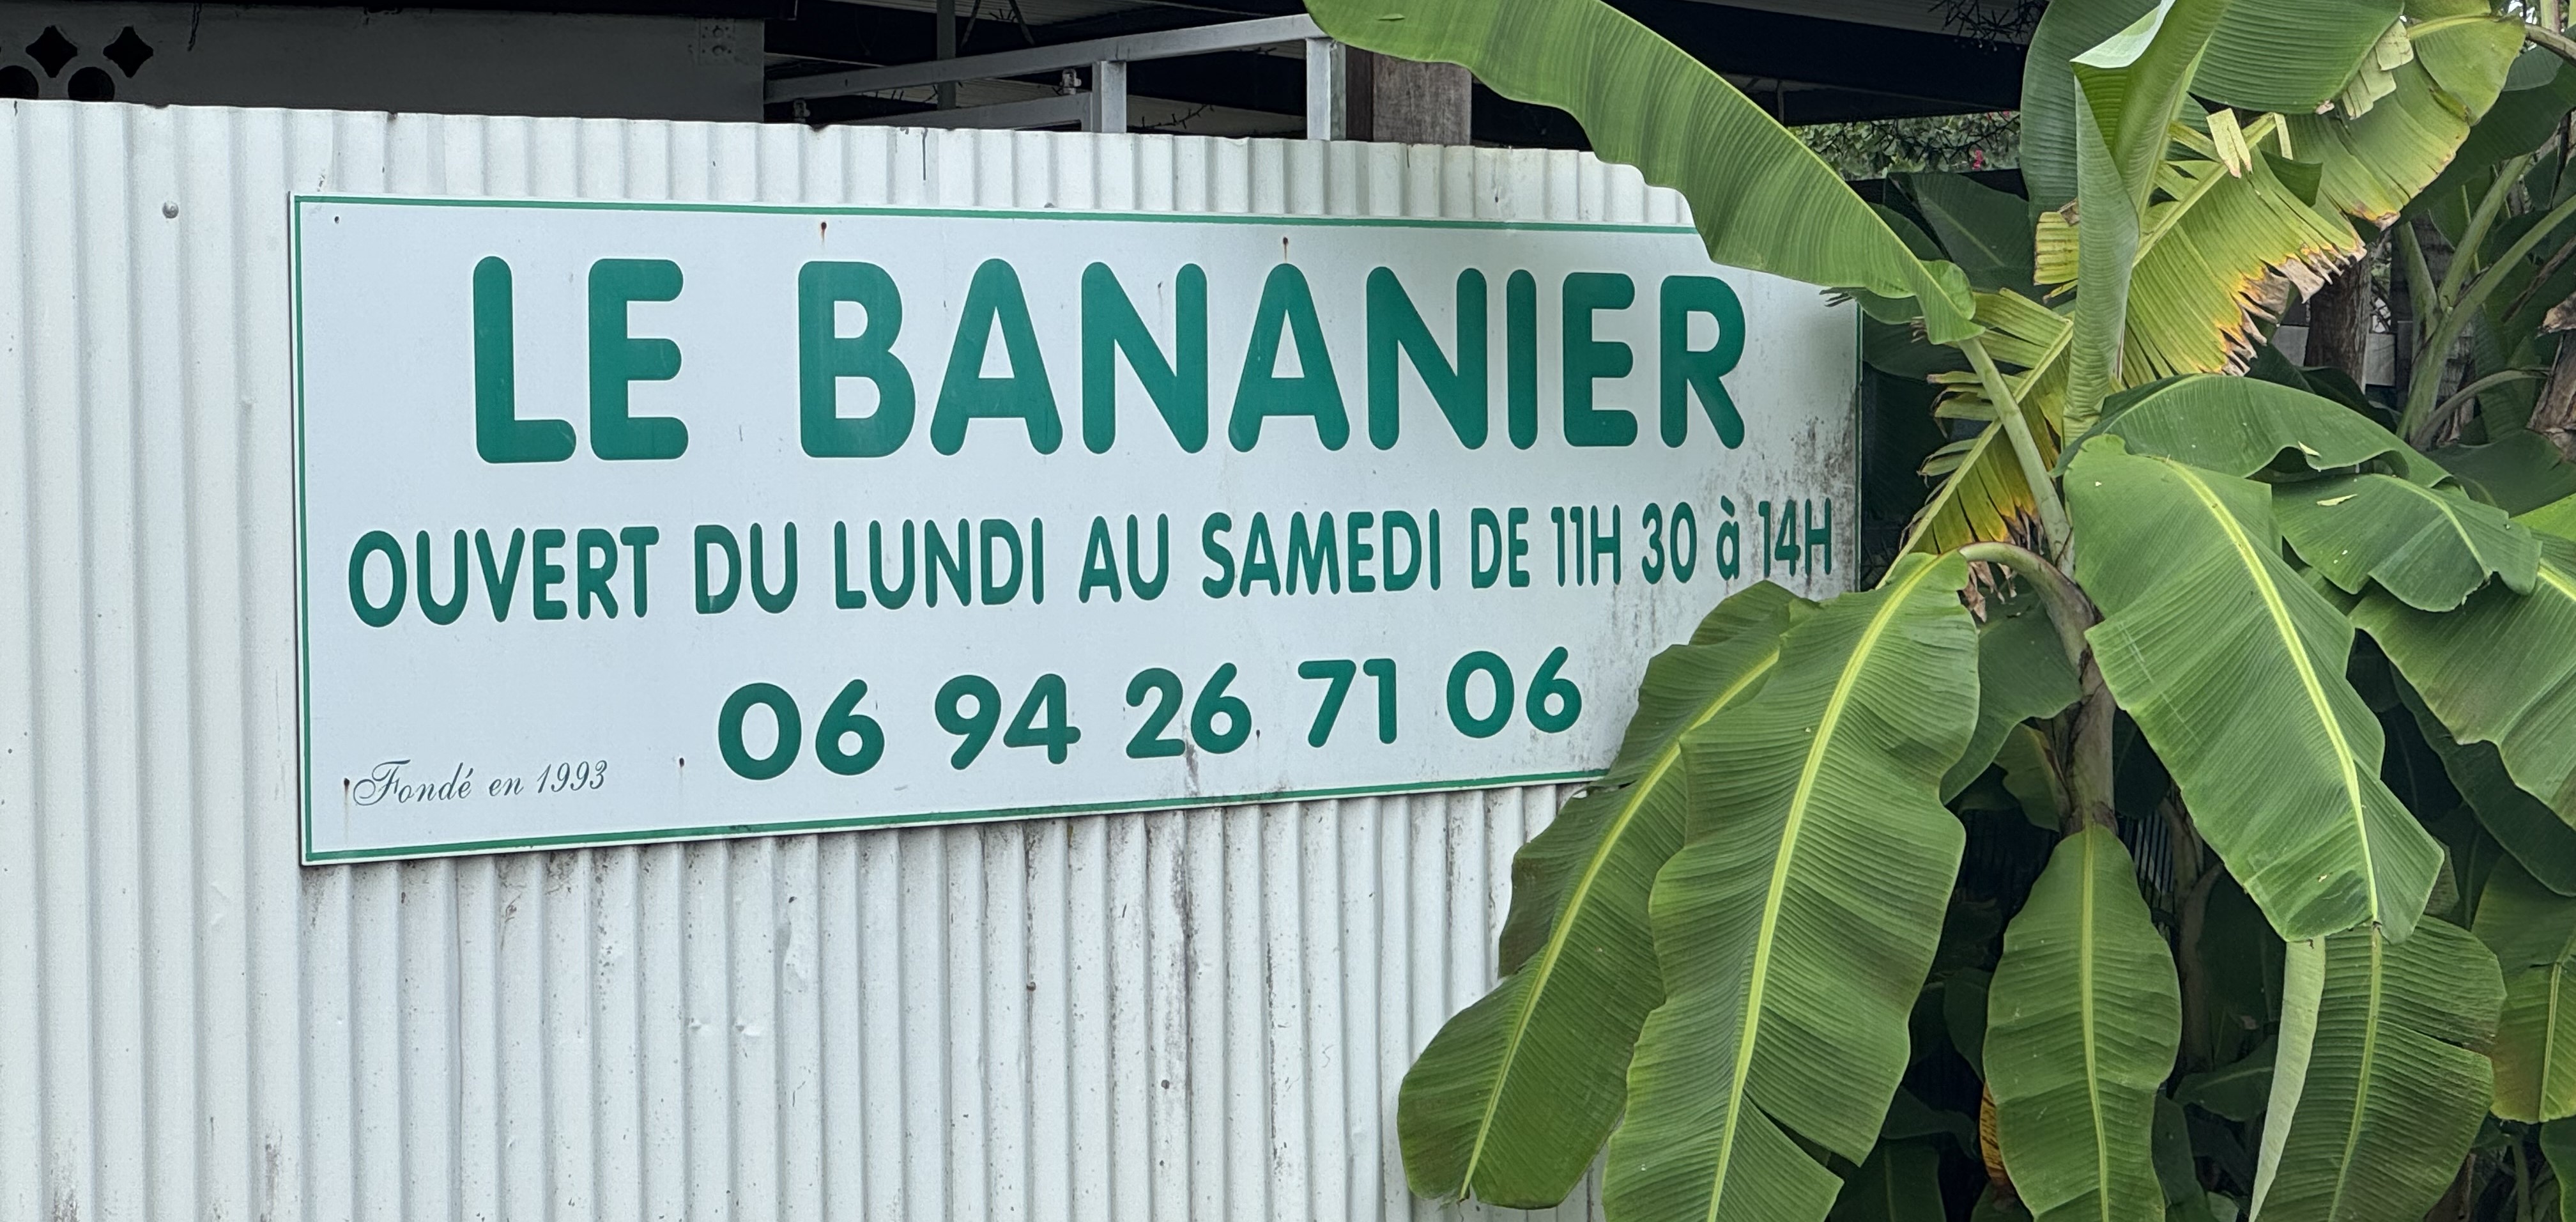 LE BANANIER
OUVERT DU LUNDI AU SAMEDI DE 11H 30 à 14H
06 94 26 71 06
Fondé en 1993